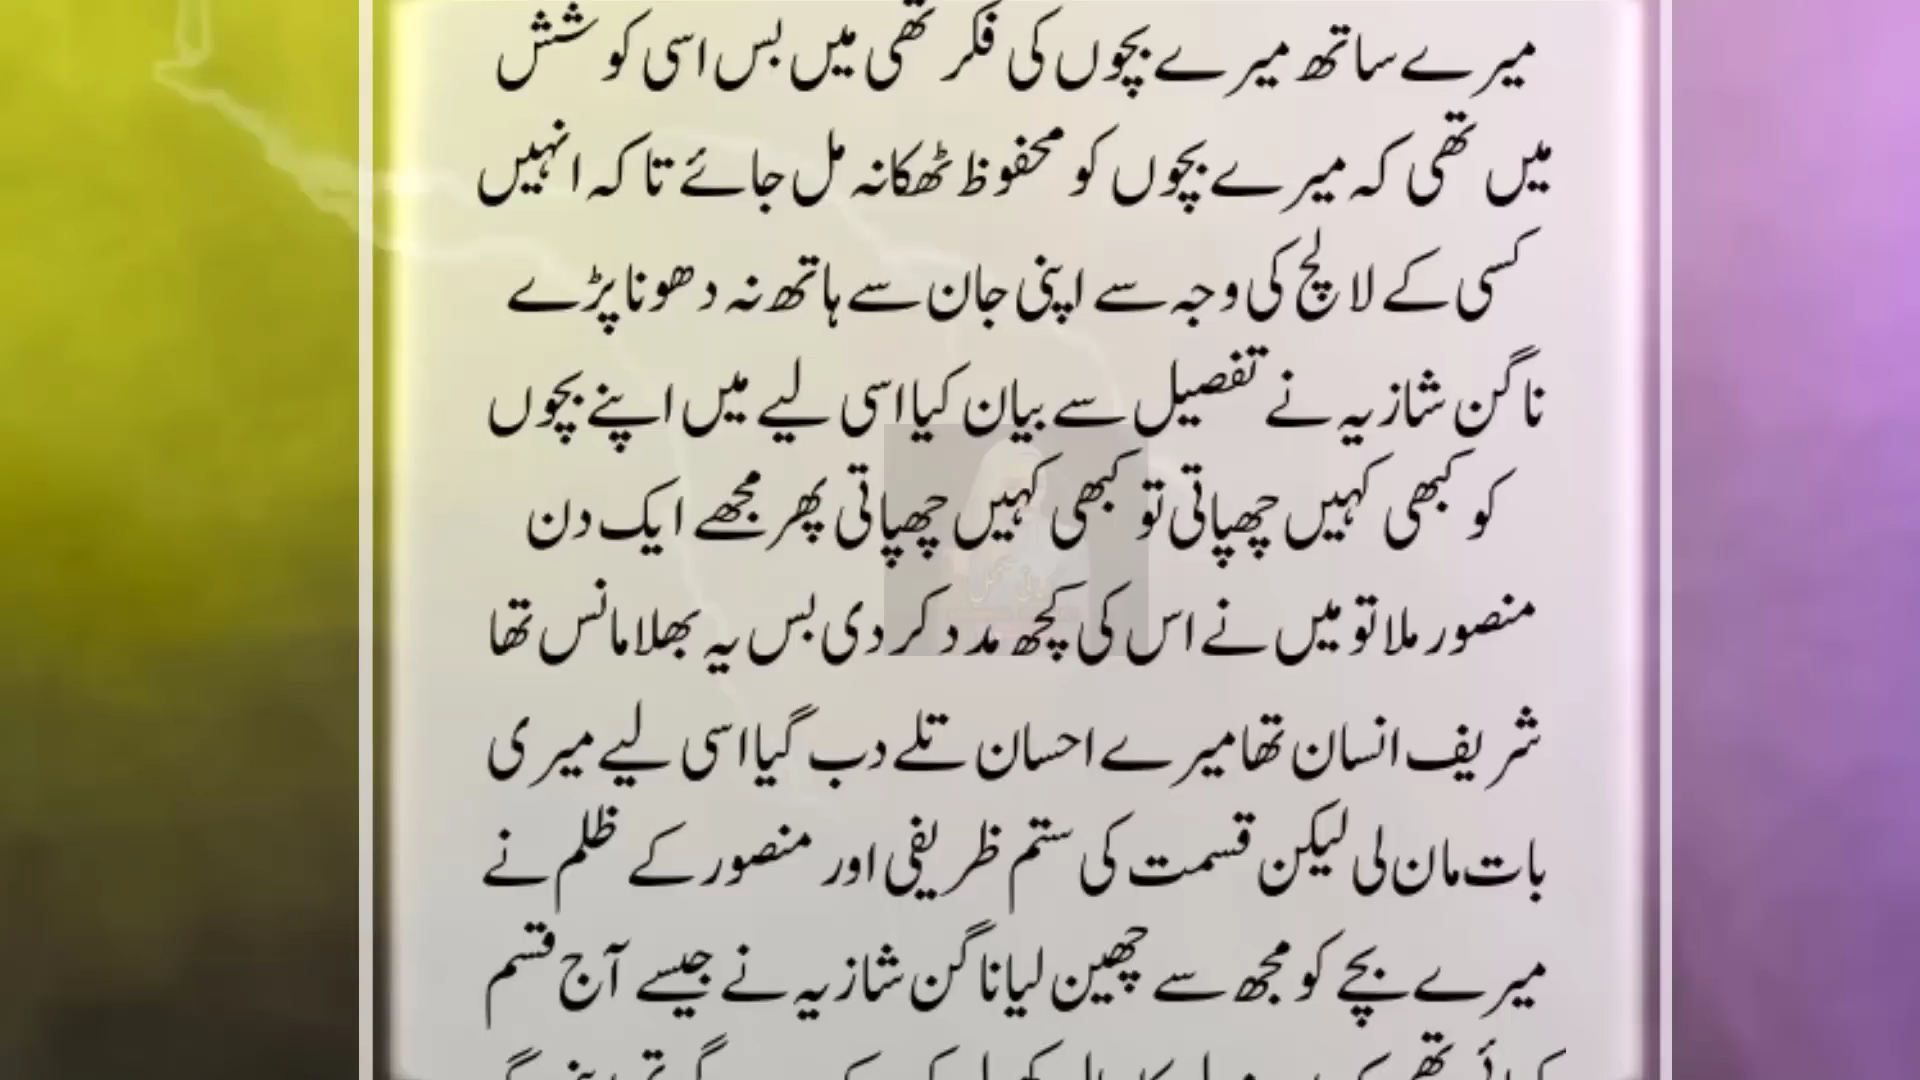 میرے ساتھ میرے بچوں کی فکر تھی میں بس اسی کوشش
میں تھی کہ میرے بچوں کو محفوظ ٹھکانہ مل جائے تاکہ انہیں
کسی کے لالچ کی وجہ سے اپنی جان سے ہاتھ نہ دھونا پڑے
ناگن شازیہ نے تفصیل سے بیان کیا اسی لیے میں اپنے بچوں
کو کبھی کہیں چھپاتی تو کبھی کہیں چھپاتی پھر مجھے ایک دن
منصور ملا تو میں نے اس کی کچھ مدد کر دی بس یہ بھلا مانس تھا
شریف انسان تھا میرے احسان تلے دب گیا اسی لیے میری
بات مان لی لیکن قسمت کی ستم ظریفی اور منصور کے ظلم نے
میرے بچے کو مجھ سے چھین لیا ناگن شازیہ نے جیسے آج قسم